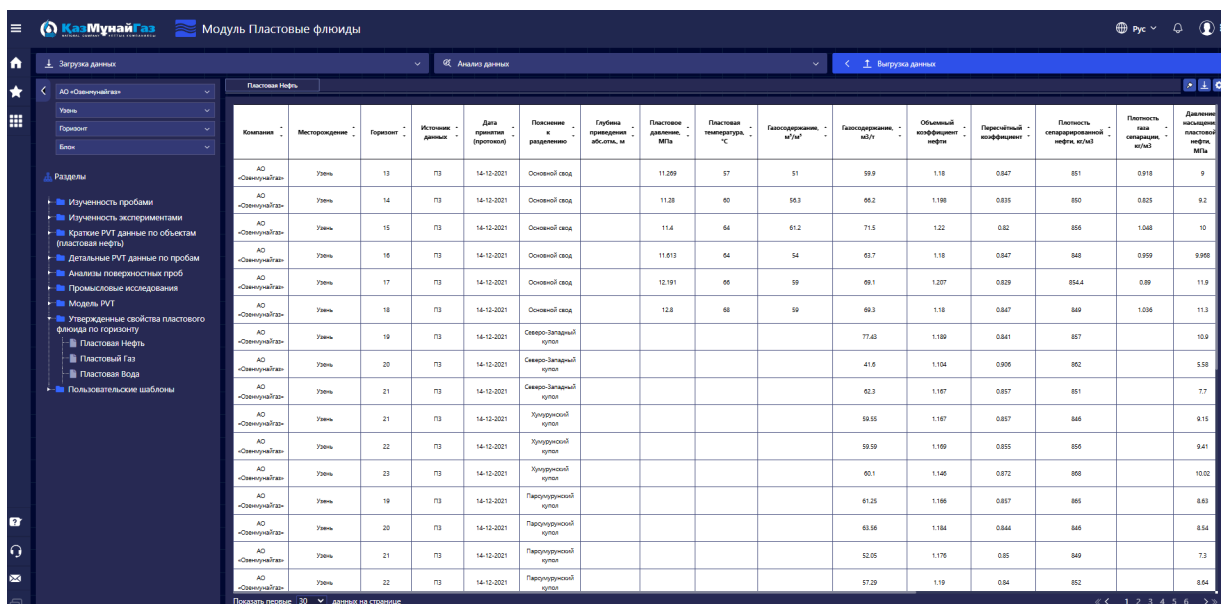 КазМунайГаз
Модуль Пластовые флюиды
Рус
Загрузка данных
Анализ данных
Выгрузка данных
АО «Озенмунайгаз»
Узень
Горизонт
Блок
Разделы
Изученность пробами
Изученность экспериментами
Краткие PVT данные по объектам
(пластовая нефть)
Детальные PVT данные по пробам
Анализы поверхностных проб
Промысловые исследования
Модель PVT
Утвержденные свойства пластового
флюида по горизонту
Пластовая Нефть
Пластовый Газ
Пластовая Вода
Пользовательские шаблоны
Пластовая Нефть
Компания Месторождение Горизонт Источник данных Дата принятия (протокол) Пояснение к разделению Глубина приведения абс.отм., м Пластовое давление, МПа Пластовая температура, °С Газосодержание, м³/м³ Газосодержание, м3/т Объемный коэффициент нефти Пересчётный коэффициент Плотность сепарированной нефти, кг/м3 Плотность газа сепарации, кг/м3 Давление насыщения пластовой нефти, МПа
АО «Озенмунайгаз» Узень 13 ПЗ 14-12-2021 Основной свод 11.269 57 51 59.9 1.18 0.847 851 0.918 9
АО «Озенмунайгаз» Узень 14 ПЗ 14-12-2021 Основной свод 11.28 60 56.3 66.2 1.198 0.835 850 0.825 9.2
АО «Озенмунайгаз» Узень 15 ПЗ 14-12-2021 Основной свод 11.4 64 61.2 71.5 1.22 0.82 856 1.048 10
АО «Озенмунайгаз» Узень 16 ПЗ 14-12-2021 Основной свод 11.613 64 54 63.7 1.18 0.847 848 0.959 9.968
АО «Озенмунайгаз» Узень 17 ПЗ 14-12-2021 Основной свод 12.191 66 59 69.1 1.207 0.829 854.4 0.89 11.9
АО «Озенмунайгаз» Узень 18 ПЗ 14-12-2021 Основной свод 12.8 68 59 69.3 1.18 0.847 849 1.036 11.3
АО «Озенмунайгаз» Узень 19 ПЗ 14-12-2021 Северо-Западный купол 77.43 1.189 0.841 857 10.9
АО «Озенмунайгаз» Узень 20 ПЗ 14-12-2021 Северо-Западный купол 41.6 1.104 0.906 862 5.58
АО «Озенмунайгаз» Узень 21 ПЗ 14-12-2021 Северо-Западный купол 62.3 1.167 0.857 851 7.7
АО «Озенмунайгаз» Узень 21 ПЗ 14-12-2021 Хумурунский купол 59.55 1.167 0.857 846 9.15
АО «Озенмунайгаз» Узень 22 ПЗ 14-12-2021 Хумурунский купол 59.59 1.169 0.855 856 9.41
АО «Озенмунайгаз» Узень 23 ПЗ 14-12-2021 Хумурунский купол 60.1 1.146 0.872 868 10.02
АО «Озенмунайгаз» Узень 19 ПЗ 14-12-2021 Парсумурунский купол 61.25 1.166 0.857 865 8.63
АО «Озенмунайгаз» Узень 20 ПЗ 14-12-2021 Парсумурунский купол 63.56 1.184 0.844 846 8.54
АО «Озенмунайгаз» Узень 21 ПЗ 14-12-2021 Парсумурунский купол 52.05 1.176 0.85 849 7.3
АО «Озенмунайгаз» Узень 22 ПЗ 14-12-2021 Парсумурунский купол 57.29 1.19 0.84 852 8.64
Показать первые 30 данных на странице
1 2 3 4 5 6